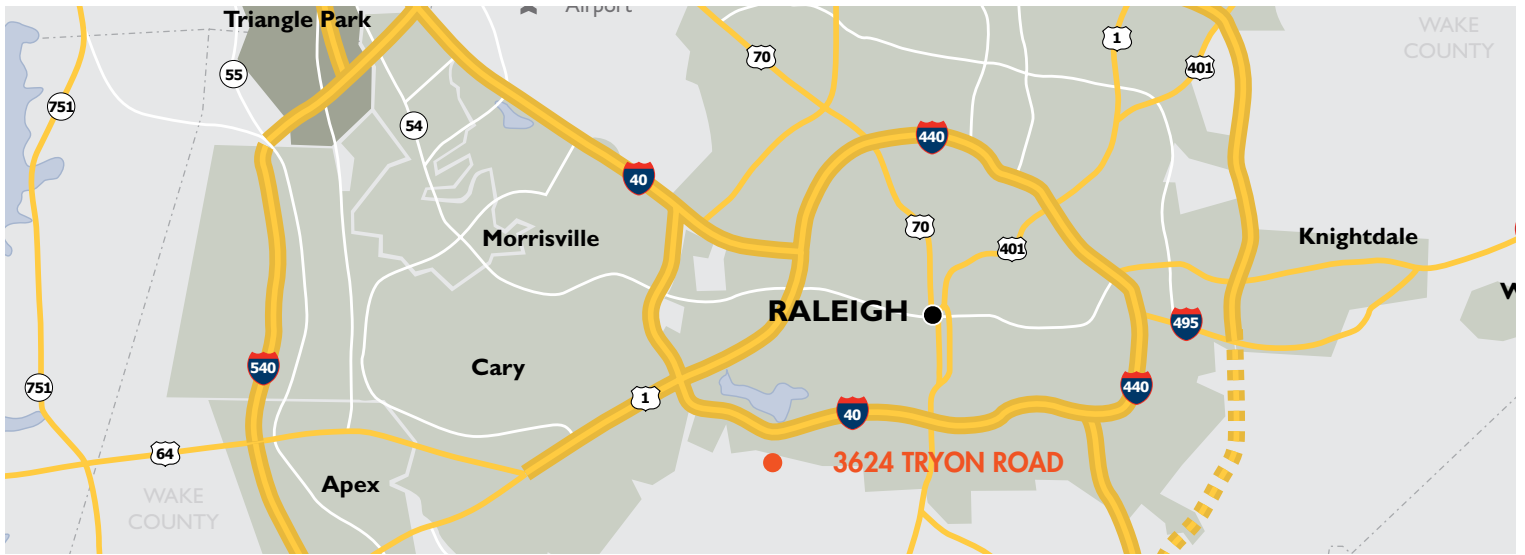 Airport
Triangle Park
WAKE
COUNTY
1
70
401
55
751
54
440
40
70
Knightdale
Morrisville
401
RALEIGH
W
495
540
Cary
751
440
1
40
64
3624 TRYON ROAD
Apex
WAKE
COUNTY